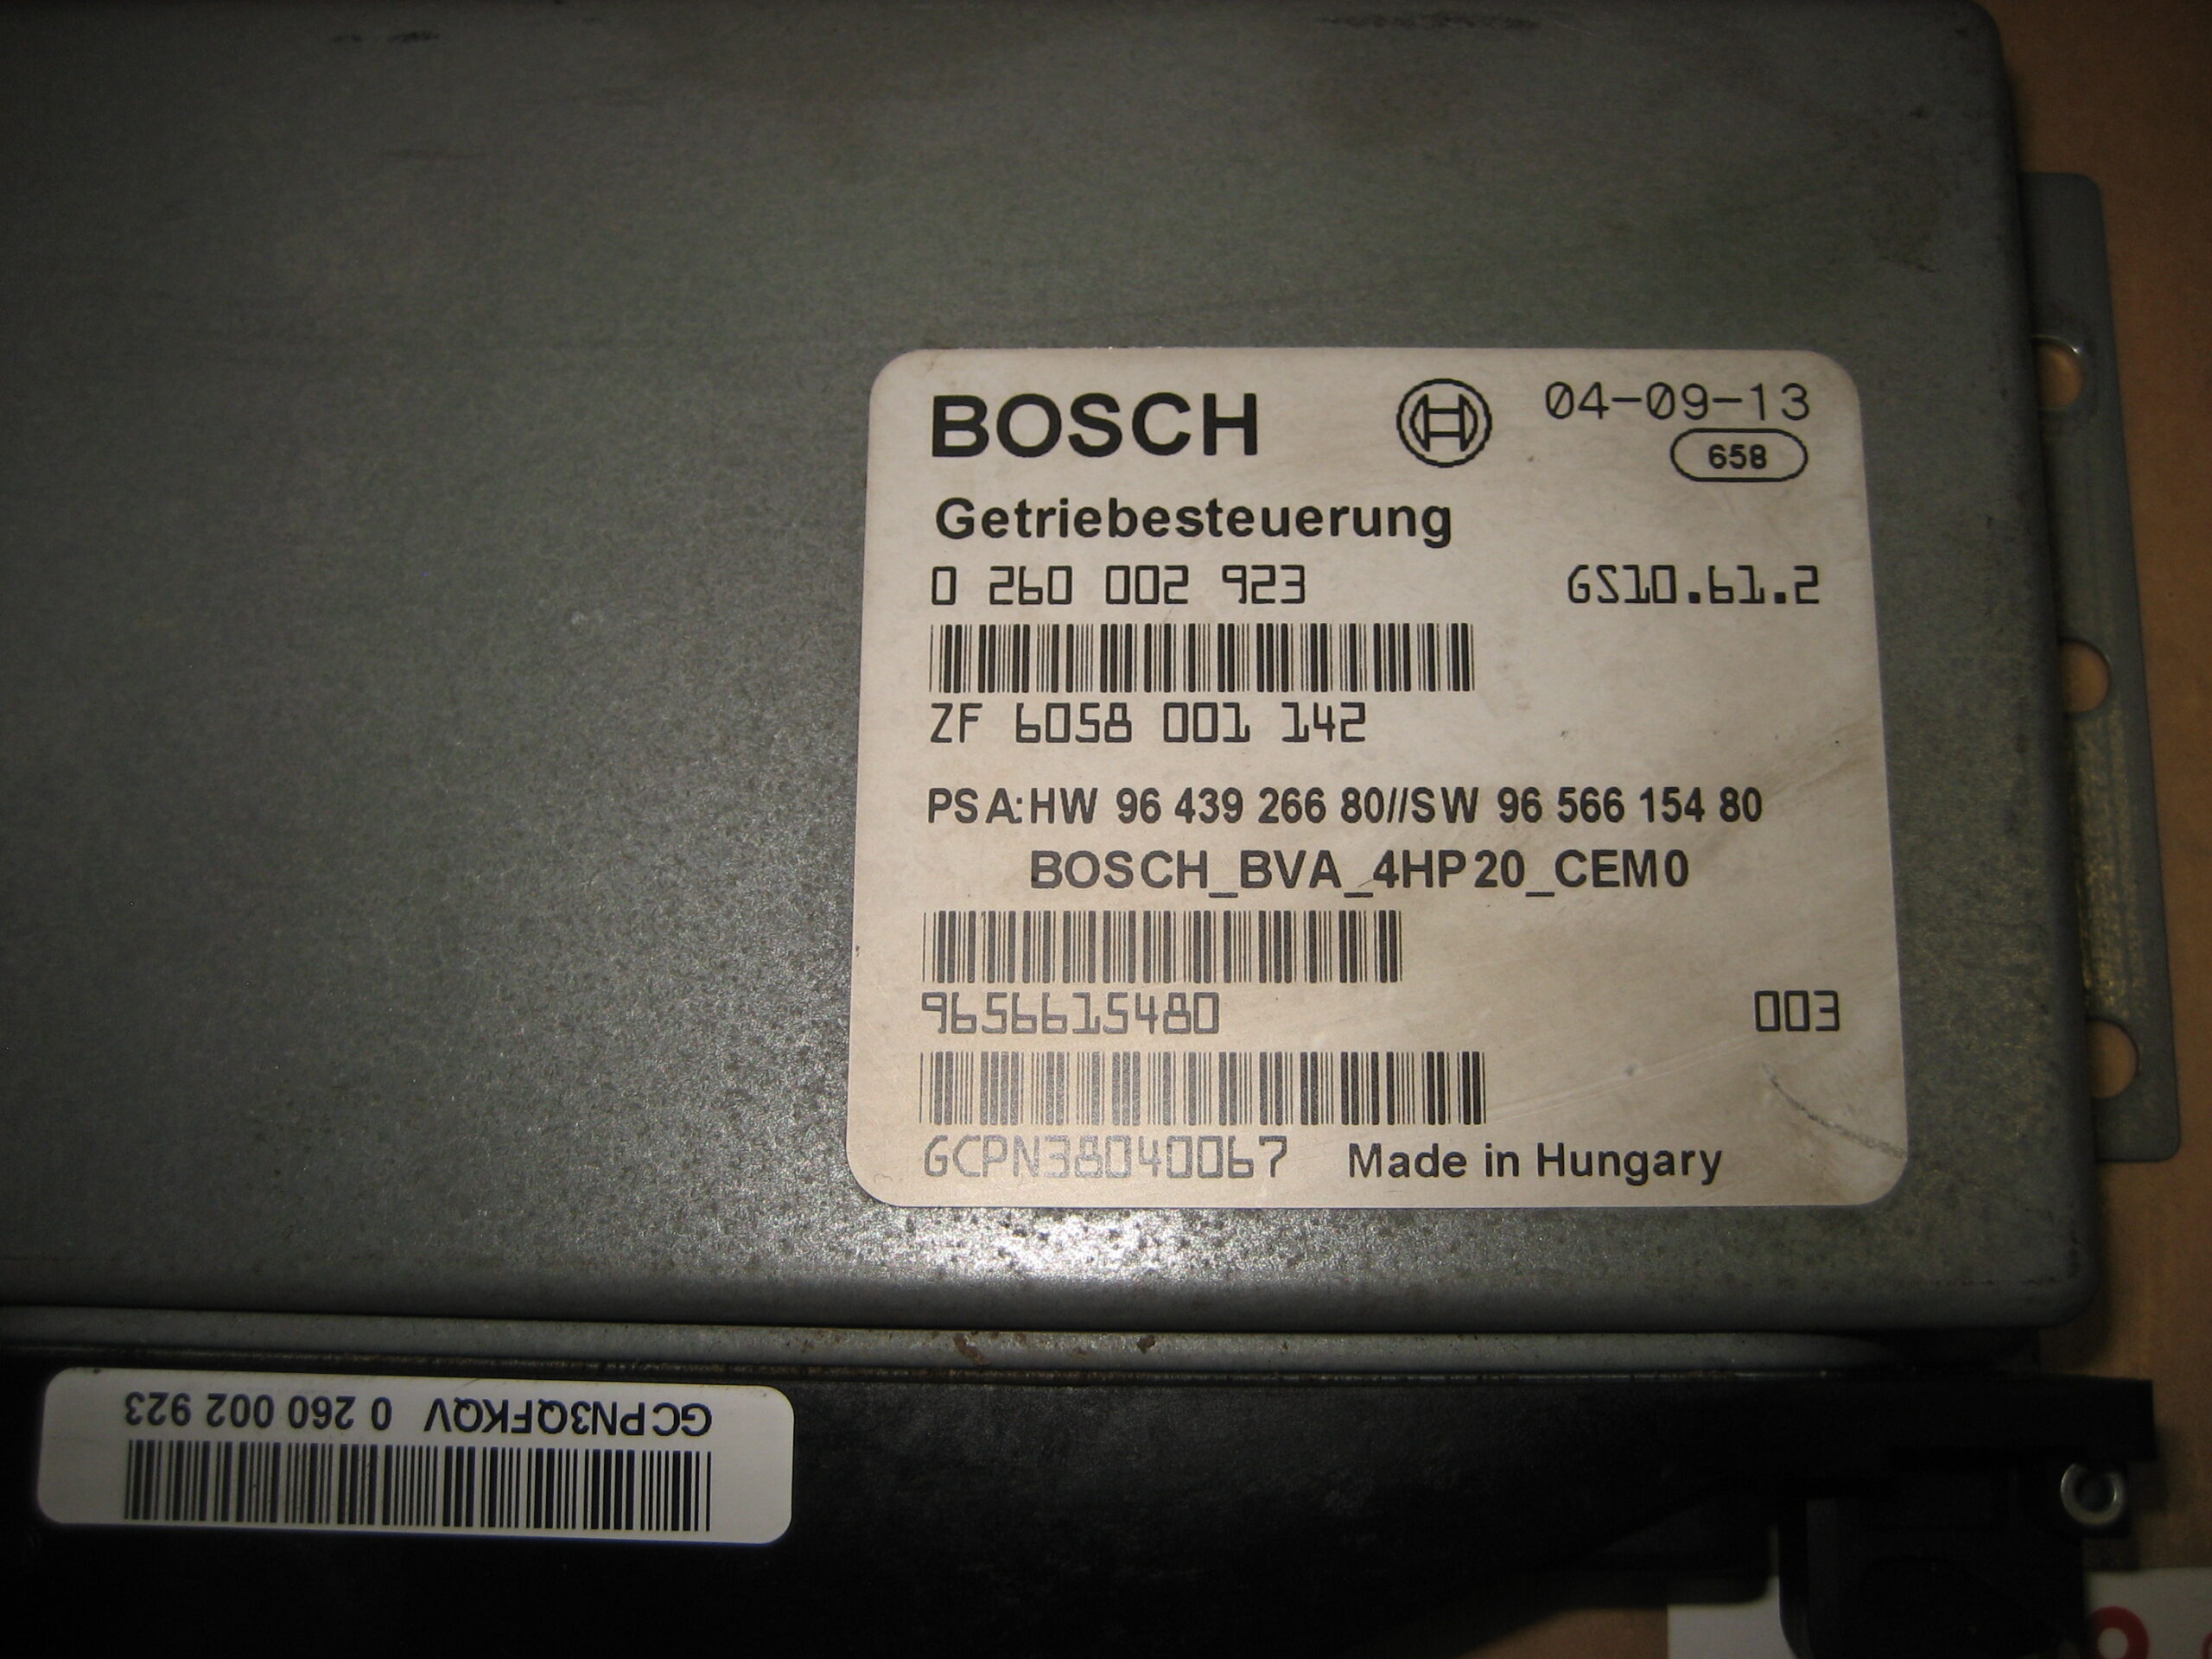 BOSCH 04-09-13
658
Getriebesteuerung
0 260 002 923 GS10.61.2
ZF 6058 001 142
PSA:HW 96 439 266 80//SW 96 566 154 80
BOSCH_BVA_4HP20_CEM0
9656615480 003
GCPN38040067 Made in Hungary
GCPN3QFKQV 0 260 002 923